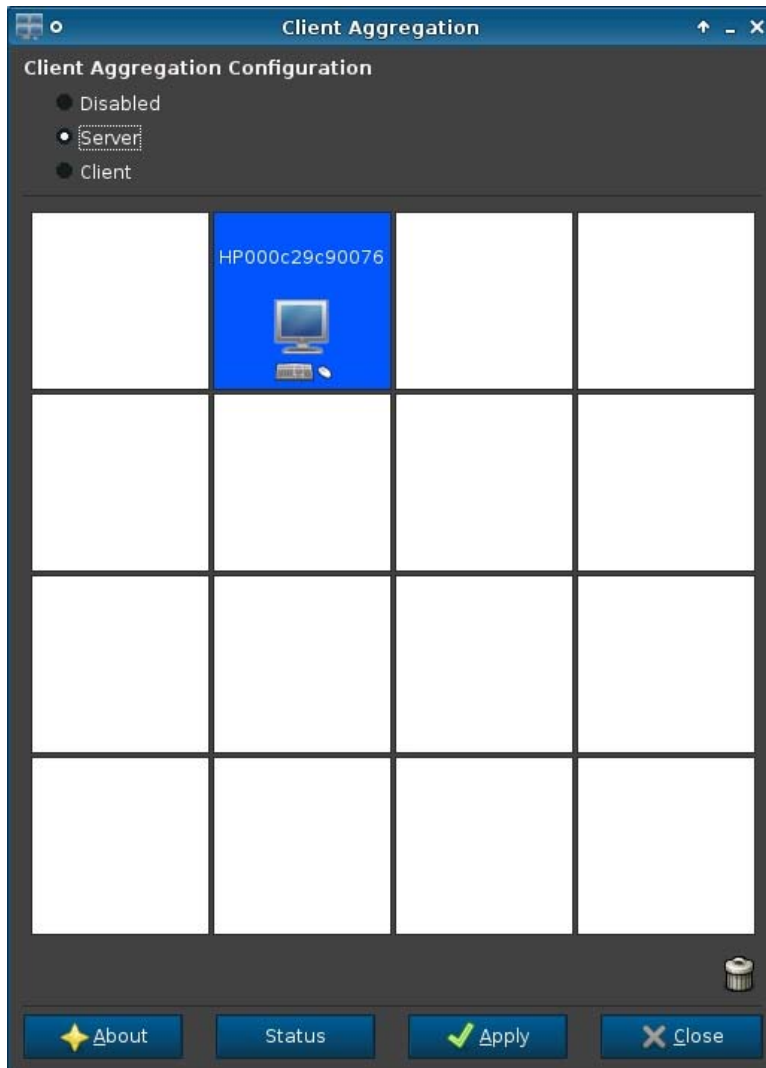 Client Aggregation
Client Aggregation Configuration
Disabled
Server
Client
HP000c29c90076
About
Status
Apply
Close